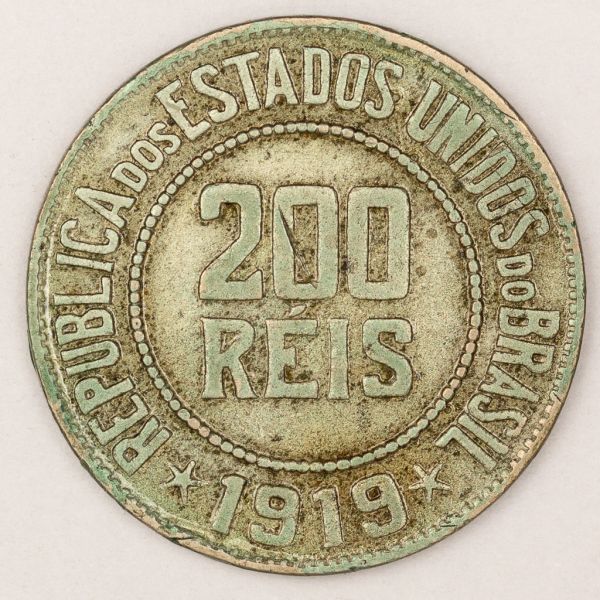 REPUBLICA DOS ESTADOS UNIDOS DO BRASIL
200
RÉIS
★ 1919 ★